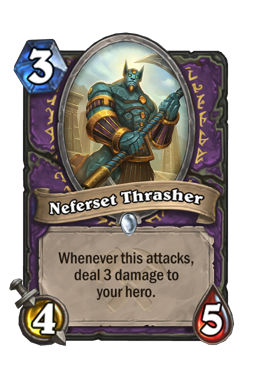 3
Neferset Thrasher
Whenever this attacks,
deal 3 damage to
your hero.
4
5